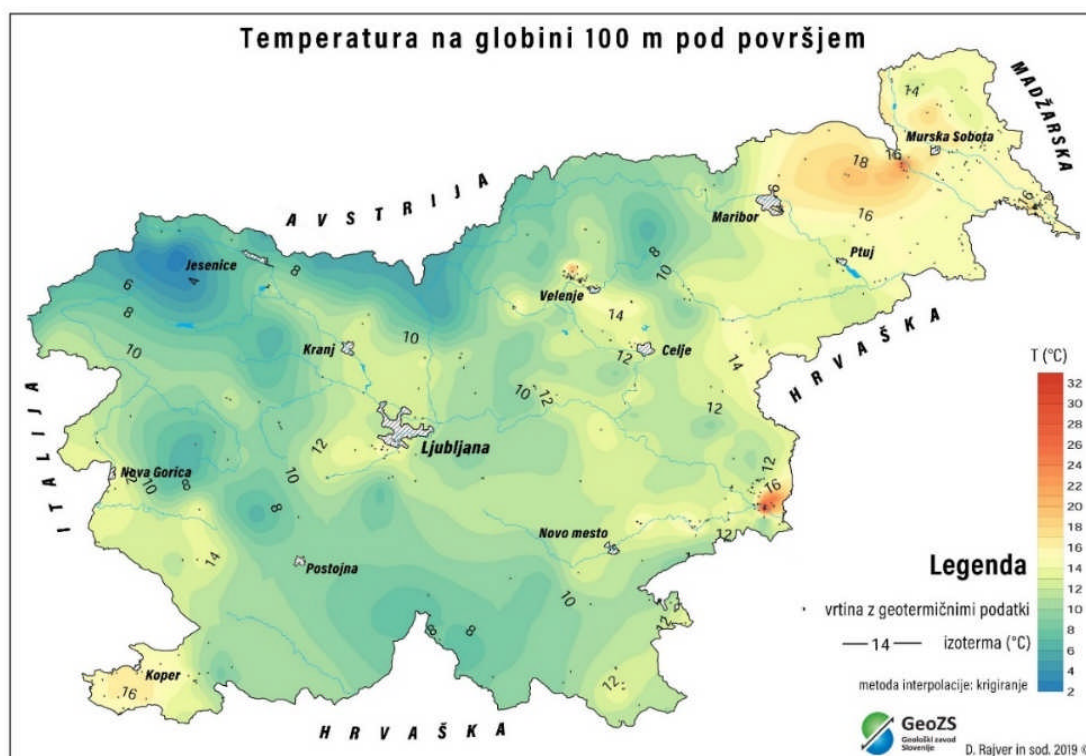 Temperatura na globini 100 m pod površjem
MADŽARSKA
14
Murska Sobota
16
18
AVSTRIJA
16
Maribor
16
16
8
Jesenice
8
Ptuj
6
4
10
8
Velenje
14
HRVAŠKA
10
10
Kranj
12
Celje
14
T (°C)
10
12
12
32
30
28
26
24
22
20
18
16
14
12
10
8
6
4
2
ITALIJA
12
Ljubljana
12
Nova Gorica
12
10
8
10
16
8
Novo mesto
12
14
Postojna
Legenda
10
vrtina z geotermičnimi podatki
8
8
— 14 — izoterma (°C)
Koper
12
16
metoda interpolacije: krigiranje
HRVAŠKA
GeoZS
Geološki zavod
Slovenije
D. Rajver in sod. 2019 ©